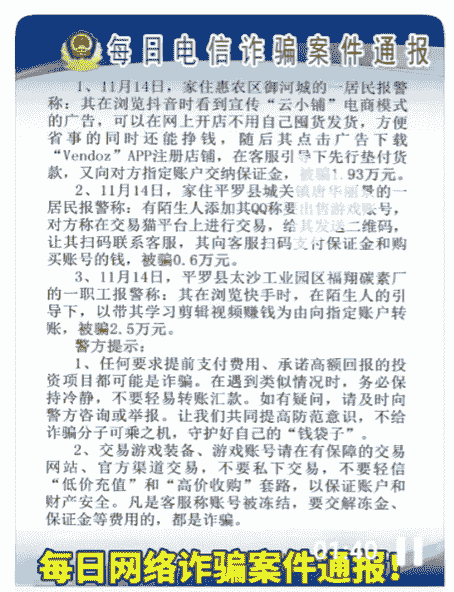 每日电信诈骗案件通报
1、11月14日，家住惠农区御河城的一居民报警
称：其在浏览抖音时看到宣传“云小铺”电商模式
的广告，可以在网上开店不用自己囤货发货，方便
省事的同时还能挣钱，随后其点击广告下载
“Vendoz”APP注册店铺，在客服引导下先行垫付货
款，又向对方指定账户交纳保证金，被骗1.93万元。
2、11月14日，家住平罗县城关镇唐华丽景的一
居民报警称：有陌生人添加其QQ称要出售游戏账号，
对方称在交易猫平台上进行交易，给其发送二维码，
让其扫码联系客服，其向客服扫码支付保证金和购
买账号的钱，被骗0.6万元。
3、11月14日，平罗县太沙工业园区福翔碳素厂
的一职工报警称：其在浏览快手时，在陌生人的引
导下，以带其学习剪辑视频赚钱为由向指定账户转
账，被骗2.5万元。
警方提示：
1、任何要求提前支付费用、承诺高额回报的投
资项目都可能是诈骗。在遇到类似情况时，务必保
持冷静，不要轻易转账汇款。如有疑问，请及时向
警方咨询或举报。让我们共同提高防范意识，不给
诈骗分子可乘之机，守护好自己的“钱袋子”。
2、交易游戏装备、游戏账号请在有保障的交易
网站、官方渠道交易，不要私下交易，不要轻信
“低价充值”和“高价收购”套路，以保证账户和
财产安全。凡是客服称账号被冻结，要交解冻金、
保证金等费用的，都是诈骗。
01:40
每日网络诈骗案件通报！